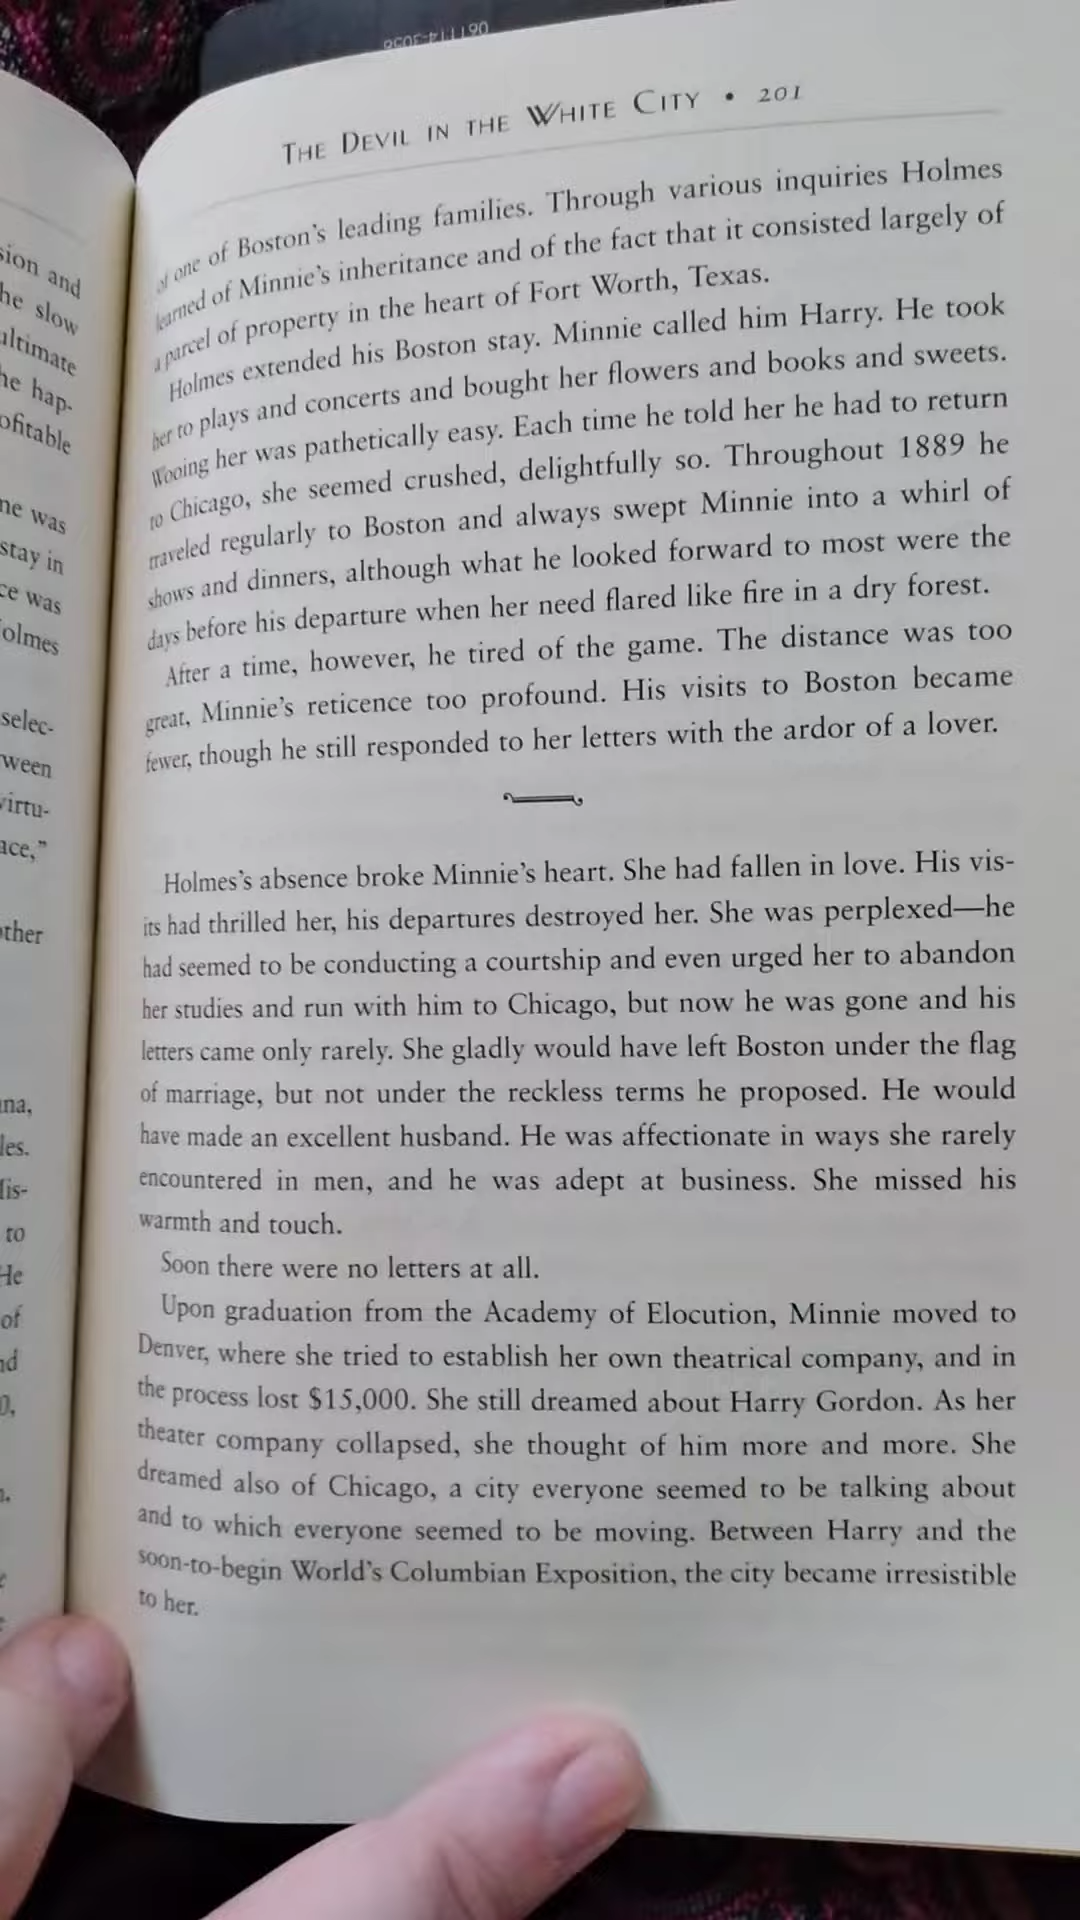 THE DEVIL IN THE WHITE CITY • 201
of one of Boston's leading families. Through various inquiries Holmes
learned of Minnie's inheritance and of the fact that it consisted largely of
a parcel of property in the heart of Fort Worth, Texas.
Holmes extended his Boston stay. Minnie called him Harry. He took
her to plays and concerts and bought her flowers and books and sweets.
Wooing her was pathetically easy. Each time he told her he had to return
to Chicago, she seemed crushed, delightfully so. Throughout 1889 he
traveled regularly to Boston and always swept Minnie into a whirl of
shows and dinners, although what he looked forward to most were the
days before his departure when her need flared like fire in a dry forest.
After a time, however, he tired of the game. The distance was too
great, Minnie's reticence too profound. His visits to Boston became
fewer, though he still responded to her letters with the ardor of a lover.
Holmes's absence broke Minnie's heart. She had fallen in love. His vis-
its had thrilled her, his departures destroyed her. She was perplexed—he
had seemed to be conducting a courtship and even urged her to abandon
her studies and run with him to Chicago, but now he was gone and his
letters came only rarely. She gladly would have left Boston under the flag
of marriage, but not under the reckless terms he proposed. He would
have made an excellent husband. He was affectionate in ways she rarely
encountered in men, and he was adept at business. She missed his
warmth and touch.
Soon there were no letters at all.
Upon graduation from the Academy of Elocution, Minnie moved to
Denver, where she tried to establish her own theatrical company, and in
the process lost $15,000. She still dreamed about Harry Gordon. As her
theater company collapsed, she thought of him more and more. She
dreamed also of Chicago, a city everyone seemed to be talking about
and to which everyone seemed to be moving. Between Harry and the
soon-to-begin World's Columbian Exposition, the city became irresistible
to her.